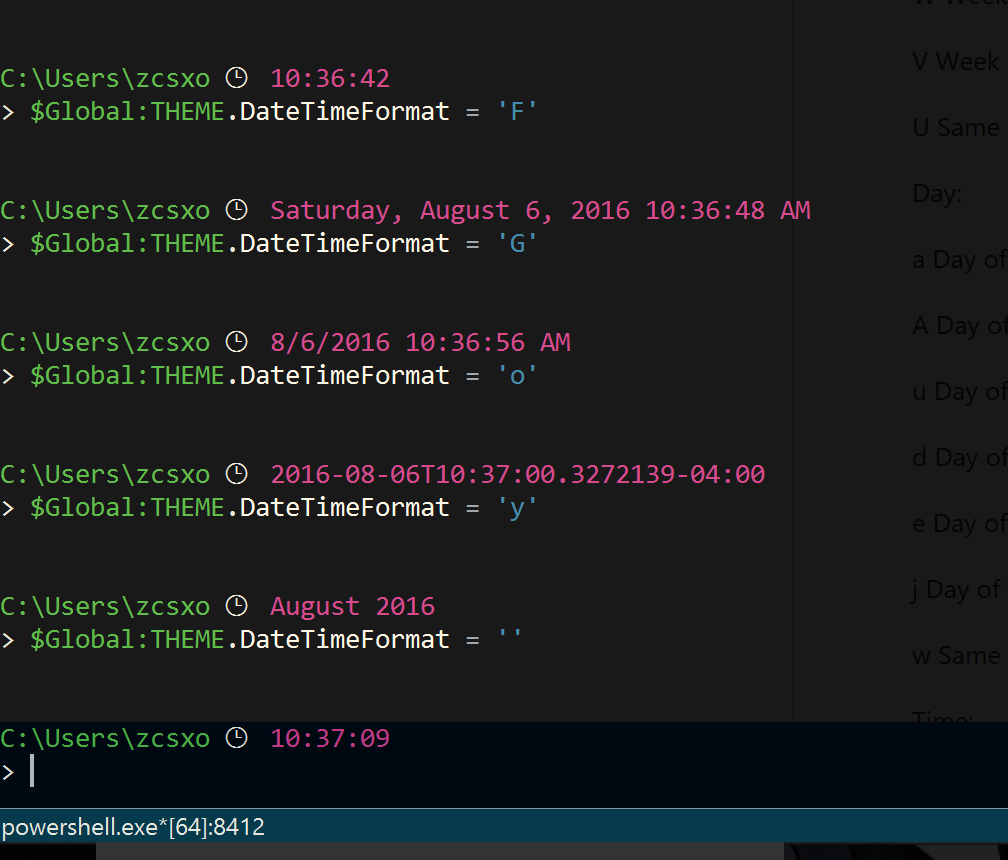 C:\Users\zcsxo 10:36:42
> $Global:THEME.DateTimeFormat = 'F'
C:\Users\zcsxo Saturday, August 6, 2016 10:36:48 AM
> $Global:THEME.DateTimeFormat = 'G'
C:\Users\zcsxo 8/6/2016 10:36:56 AM
> $Global:THEME.DateTimeFormat = 'o'
C:\Users\zcsxo 2016-08-06T10:37:00.3272139-04:00
> $Global:THEME.DateTimeFormat = 'y'
C:\Users\zcsxo August 2016
> $Global:THEME.DateTimeFormat = ''
C:\Users\zcsxo 10:37:09
>
powershell.exe*[64]:8412
V Week
U Same
Day:
a Day of
A Day of
u Day of
d Day of
e Day of
j Day of
w Same
Time: